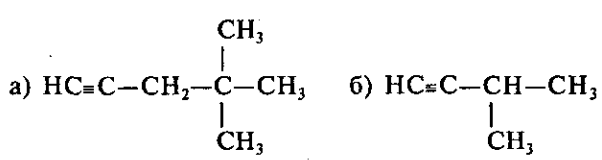 CH₃
а) HC≡C—CH₂—C—CH₃ б) HC≡C—CH—CH₃
CH₃ CH₃